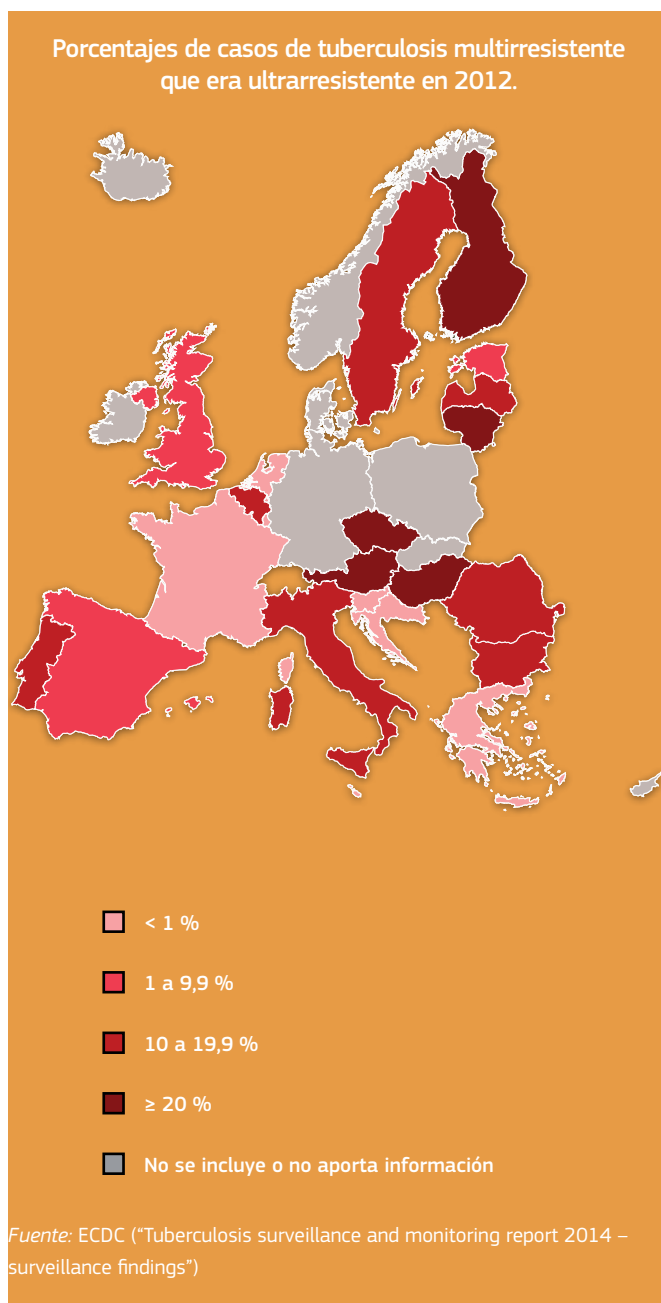 Porcentajes de casos de tuberculosis multirresistente
que era ultrarresistente en 2012.
< 1 %
1 a 9,9 %
10 a 19,9 %
≥ 20 %
No se incluye o no aporta información
Fuente: ECDC (“Tuberculosis surveillance and monitoring report 2014 –
surveillance findings”)